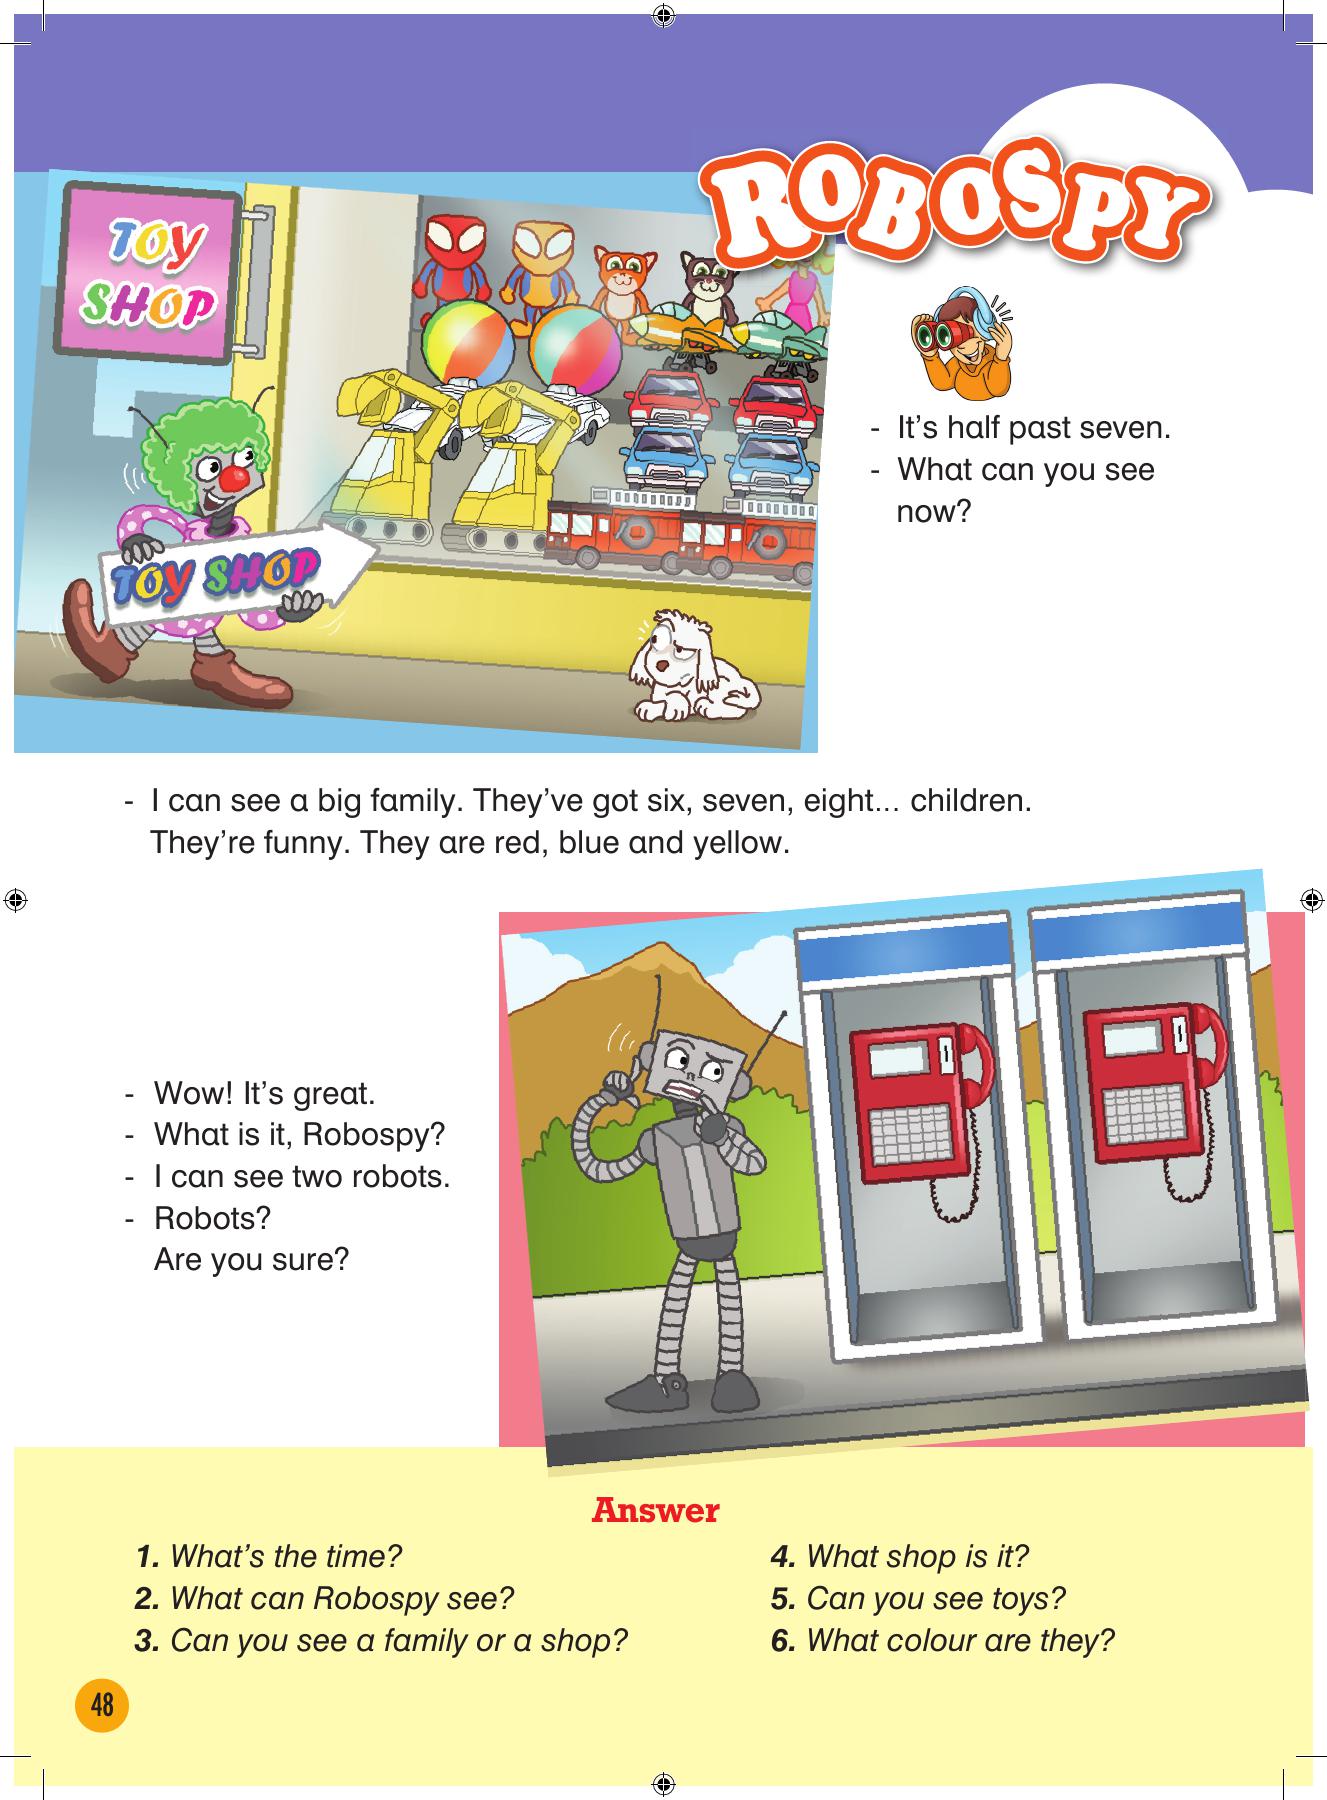 ROBOSPY
TOY
SHOP
TOY SHOP
- It’s half past seven.
- What can you see
now?
- I can see a big family. They’ve got six, seven, eight... children.
They’re funny. They are red, blue and yellow.
- Wow! It’s great.
- What is it, Robospy?
- I can see two robots.
- Robots?
Are you sure?
Answer
1. What’s the time?
2. What can Robospy see?
3. Can you see a family or a shop?
4. What shop is it?
5. Can you see toys?
6. What colour are they?
48